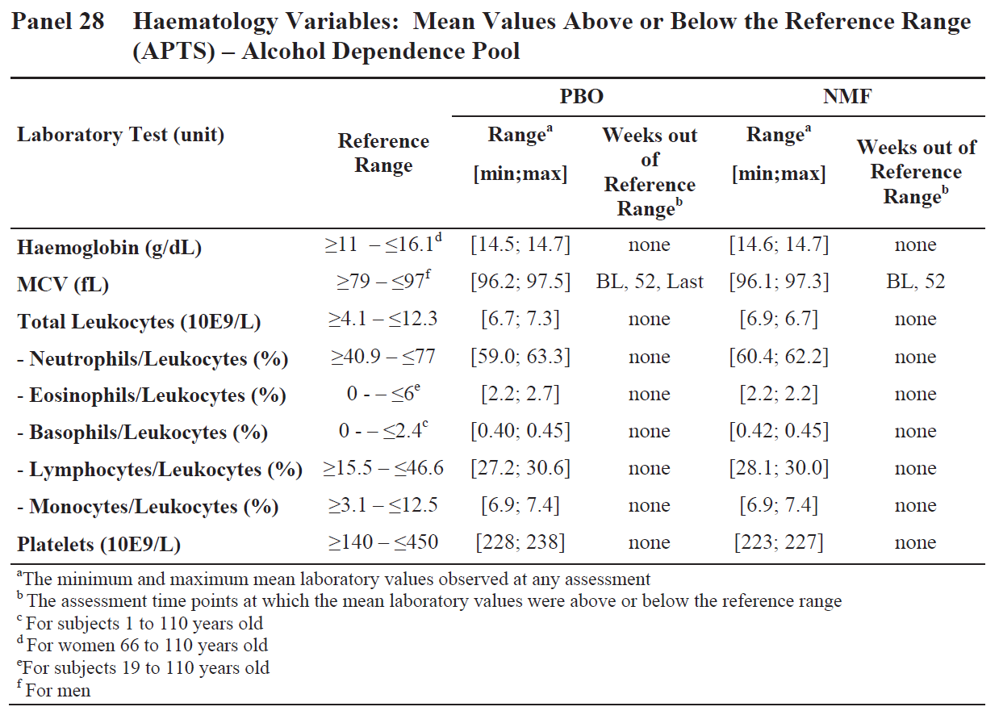 Panel 28 Haematology Variables: Mean Values Above or Below the Reference Range
(APTS) – Alcohol Dependence Pool
PBO NMF
Laboratory Test (unit) Reference Range Range^a [min;max] Weeks out of Reference Range^b Range^a [min;max] Weeks out of Reference Range^b
Haemoglobin (g/dL) ≥11 – ≤16.1^d [14.5; 14.7] none [14.6; 14.7] none
MCV (fL) ≥79 – ≤97^f [96.2; 97.5] BL, 52, Last [96.1; 97.3] BL, 52
Total Leukocytes (10E9/L) ≥4.1 – ≤12.3 [6.7; 7.3] none [6.9; 6.7] none
- Neutrophils/Leukocytes (%) ≥40.9 – ≤77 [59.0; 63.3] none [60.4; 62.2] none
- Eosinophils/Leukocytes (%) 0 - – ≤6^e [2.2; 2.7] none [2.2; 2.2] none
- Basophils/Leukocytes (%) 0 - – ≤2.4^c [0.40; 0.45] none [0.42; 0.45] none
- Lymphocytes/Leukocytes (%) ≥15.5 – ≤46.6 [27.2; 30.6] none [28.1; 30.0] none
- Monocytes/Leukocytes (%) ≥3.1 – ≤12.5 [6.9; 7.4] none [6.9; 7.4] none
Platelets (10E9/L) ≥140 – ≤450 [228; 238] none [223; 227] none
^a The minimum and maximum mean laboratory values observed at any assessment
^b The assessment time points at which the mean laboratory values were above or below the reference range
^c For subjects 1 to 110 years old
^d For women 66 to 110 years old
^e For subjects 19 to 110 years old
^f For men